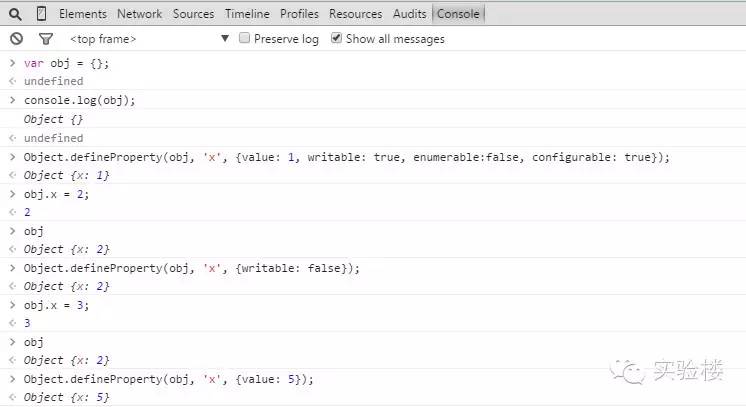 Elements Network Sources Timeline Profiles Resources Audits Console
<top frame> ▼ Preserve log Show all messages
> var obj = {};
< undefined
> console.log(obj);
Object {}
< undefined
> Object.defineProperty(obj, 'x', {value: 1, writable: true, enumerable:false, configurable: true});
< Object {x: 1}
> obj.x = 2;
< 2
> obj
< Object {x: 2}
> Object.defineProperty(obj, 'x', {writable: false});
< Object {x: 2}
> obj.x = 3;
< 3
> obj
< Object {x: 2}
> Object.defineProperty(obj, 'x', {value: 5});
< Object {x: 5}
实验楼